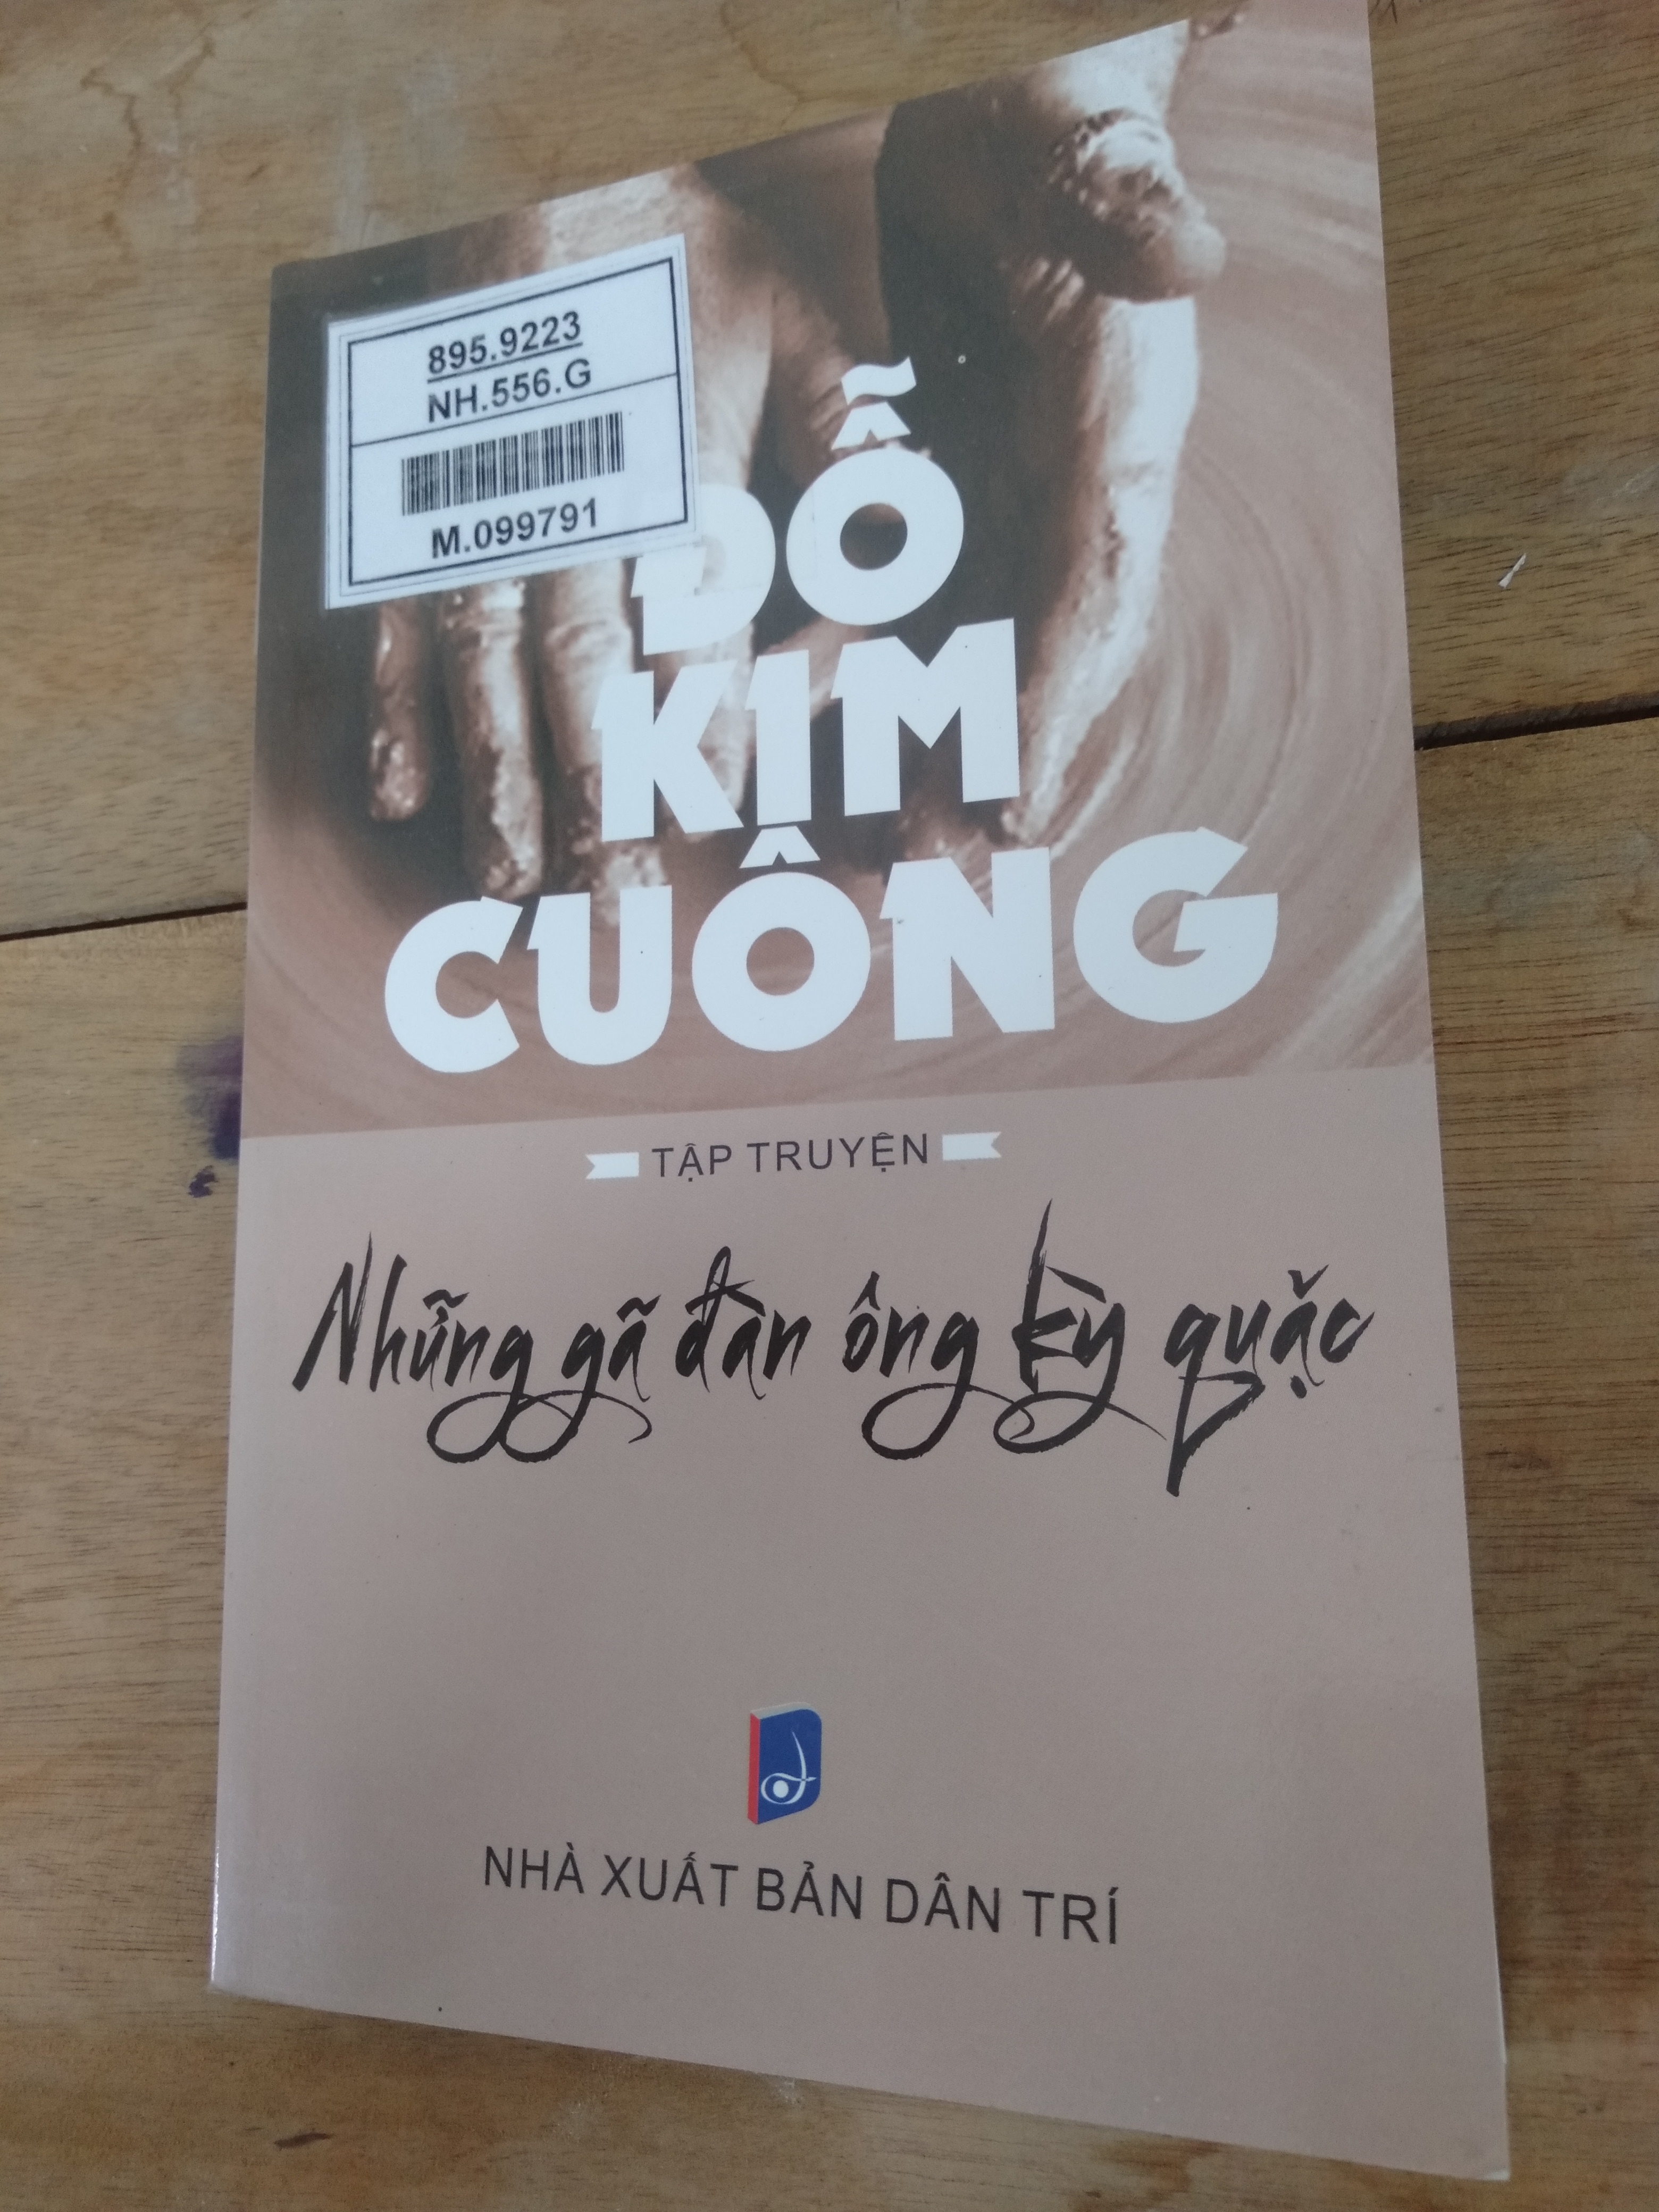 895.9223
NH.556.G
M.099791
ĐỖ
KIM
CUÔNG
TẬP TRUYỆN
Những gã đàn ông kỳ quặc
NHÀ XUẤT BẢN DÂN TRÍ